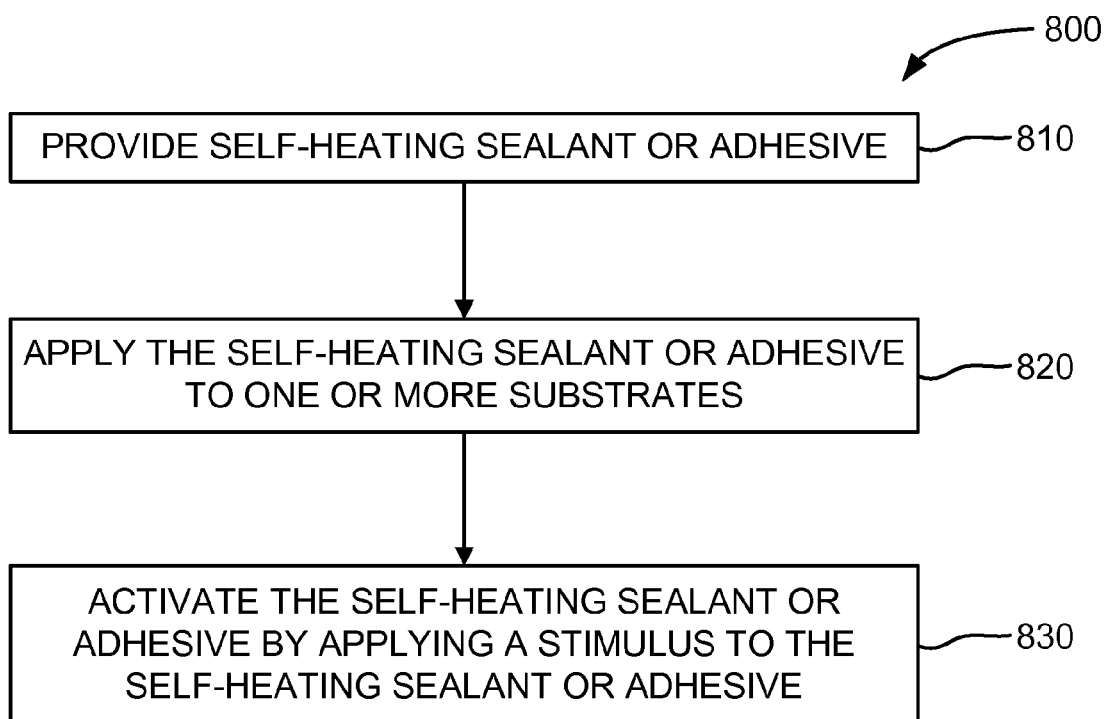 800
PROVIDE SELF-HEATING SEALANT OR ADHESIVE
810
APPLY THE SELF-HEATING SEALANT OR ADHESIVE
TO ONE OR MORE SUBSTRATES
820
ACTIVATE THE SELF-HEATING SEALANT OR
ADHESIVE BY APPLYING A STIMULUS TO THE
SELF-HEATING SEALANT OR ADHESIVE
830